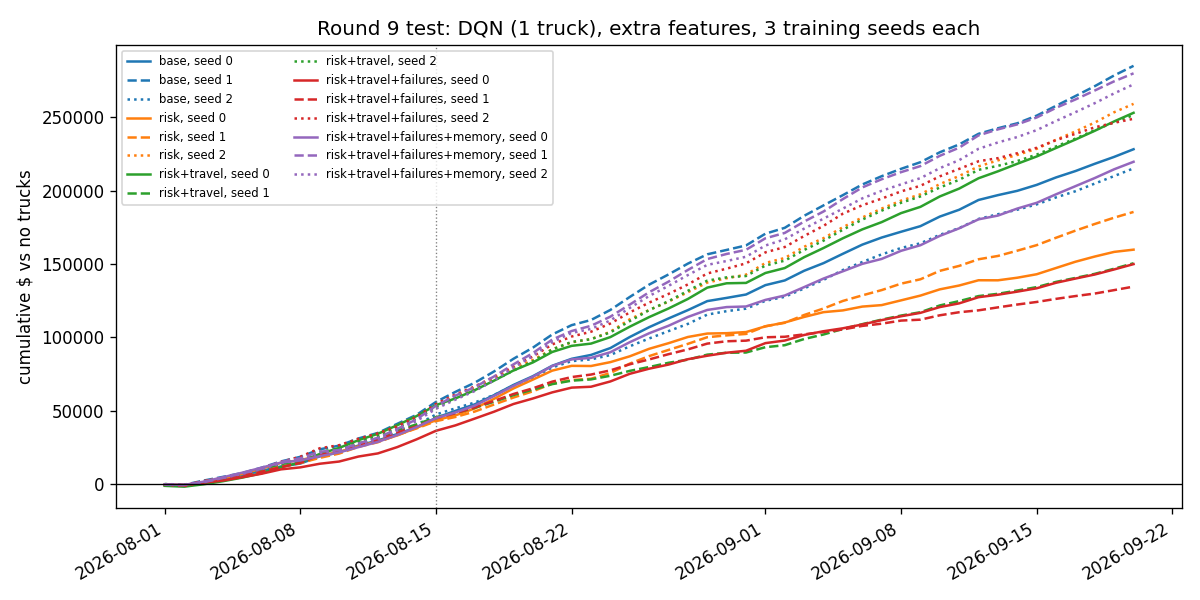 Round 9 test: DQN (1 truck), extra features, 3 training seeds each
cumulative $ vs no trucks
250000
200000
150000
100000
50000
0
base, seed 0
base, seed 1
base, seed 2
risk, seed 0
risk, seed 1
risk, seed 2
risk+travel, seed 0
risk+travel, seed 1
risk+travel, seed 2
risk+travel+failures, seed 0
risk+travel+failures, seed 1
risk+travel+failures, seed 2
risk+travel+failures+memory, seed 0
risk+travel+failures+memory, seed 1
risk+travel+failures+memory, seed 2
2026-08-01
2026-08-08
2026-08-15
2026-08-22
2026-09-01
2026-09-08
2026-09-15
2026-09-22